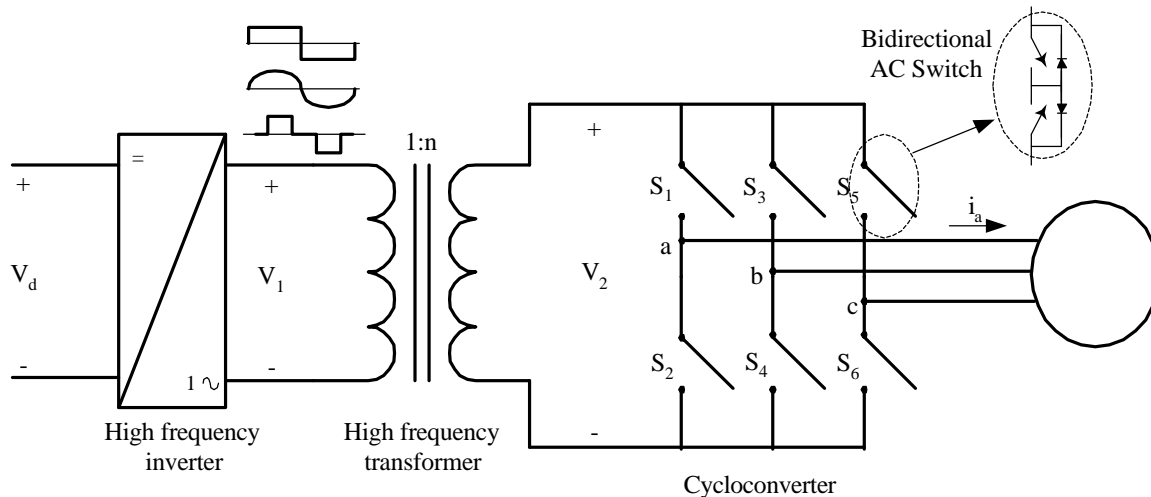 Bidirectional
AC Switch
1:n
=
+
+
+
S1
S3
S5
ia
a
b
c
Vd
V1
V2
S2
S4
S6
-
1 ~
-
-
High frequency
inverter
High frequency
transformer
Cycloconverter